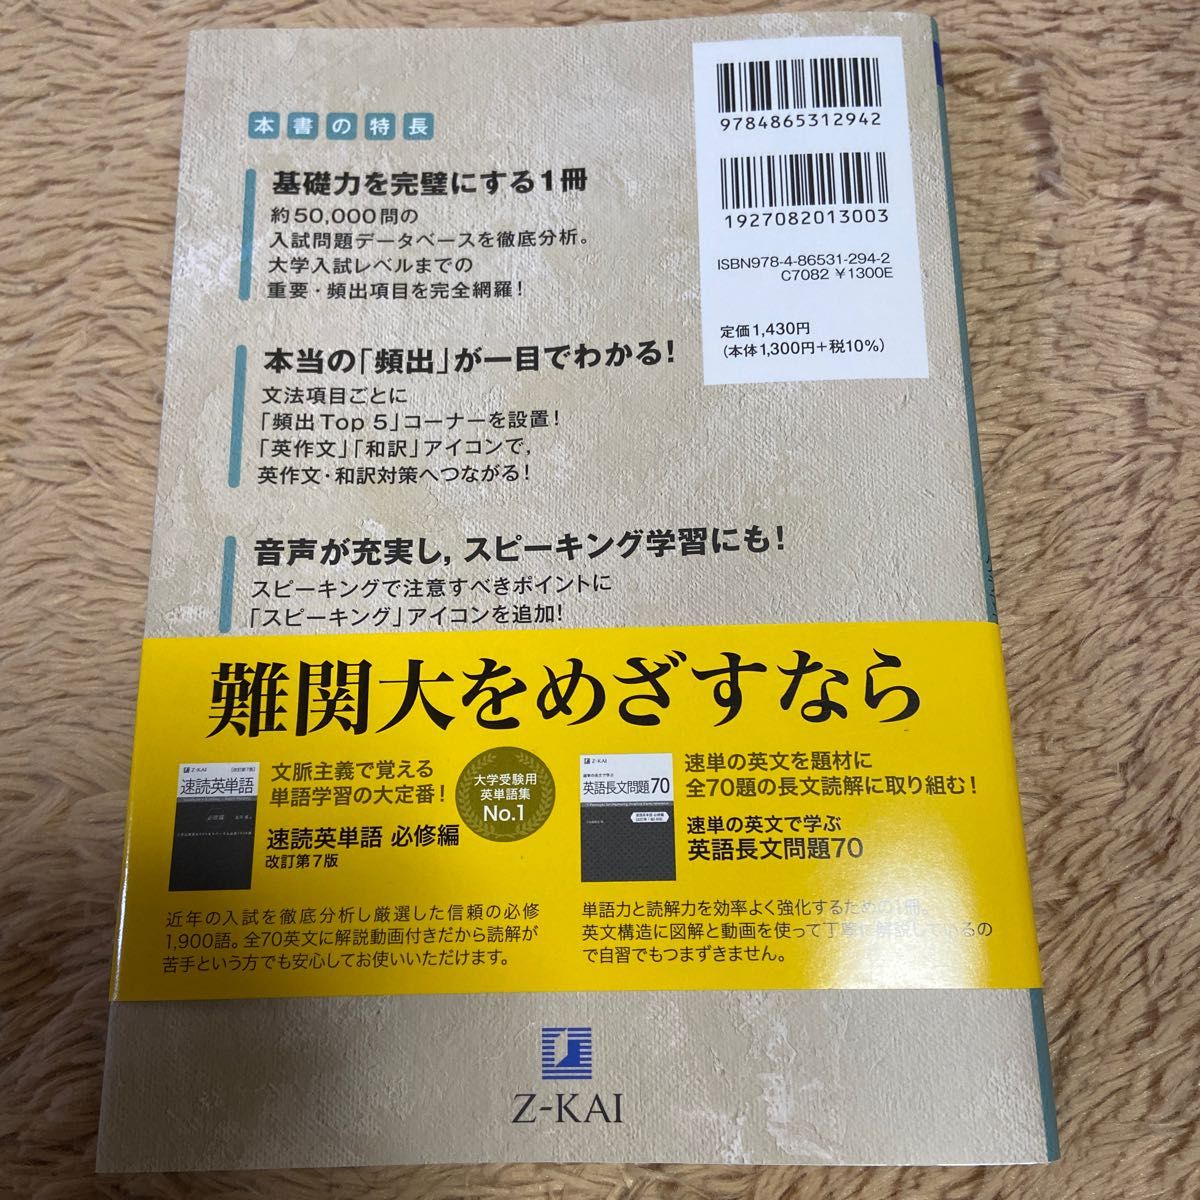 9784865312942
1927082013003
ISBN978-4-86531-294-2
C7082 ¥1300E
定価1,430円
(本体1,300円+税10%)
本書の特長
基礎力を完璧にする1冊
約50,000問の
入試問題データベースを徹底分析。
大学入試レベルまでの
重要・頻出項目を完全網羅!
本当の「頻出」が一目でわかる!
文法項目ごとに
「頻出Top 5」コーナーを設置!
「英作文」「和訳」アイコンで,
英作文・和訳対策へつながる!
音声が充実し, スピーキング学習にも!
スピーキングで注意すべきポイントに
「スピーキング」アイコンを追加!
難関大をめざすなら
Z-KAI
速読英単語
必修編
文脈主義で覚える
単語学習の大定番!
速読英単語 必修編
改訂第7版
大学受験用
英単語集
No.1
近年の入試を徹底分析し厳選した信頼の必修
1,900語。全70英文に解説動画付きだから読解が
苦手という方でも安心してお使いいただけます。
Z-KAI
速単の英文で学ぶ
英語長文問題70
速単の英文を題材に
全70題の長文読解に取り組む!
速単の英文で学ぶ
英語長文問題70
単語力と読解力を効率よく強化するための1冊。
英文構造に図解と動画を使って丁寧に解説しているの
で自習でもつまずきません。
Z-KAI